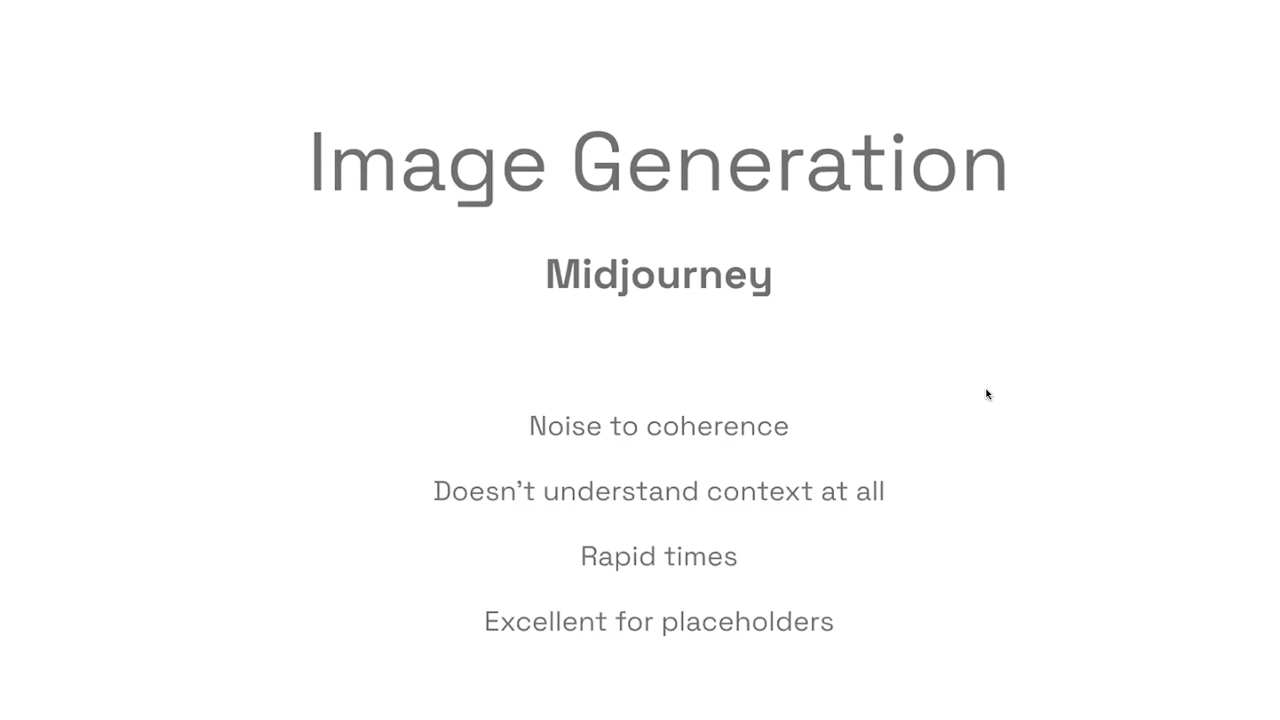 Image Generation
Midjourney
Noise to coherence
Doesn’t understand context at all
Rapid times
Excellent for placeholders